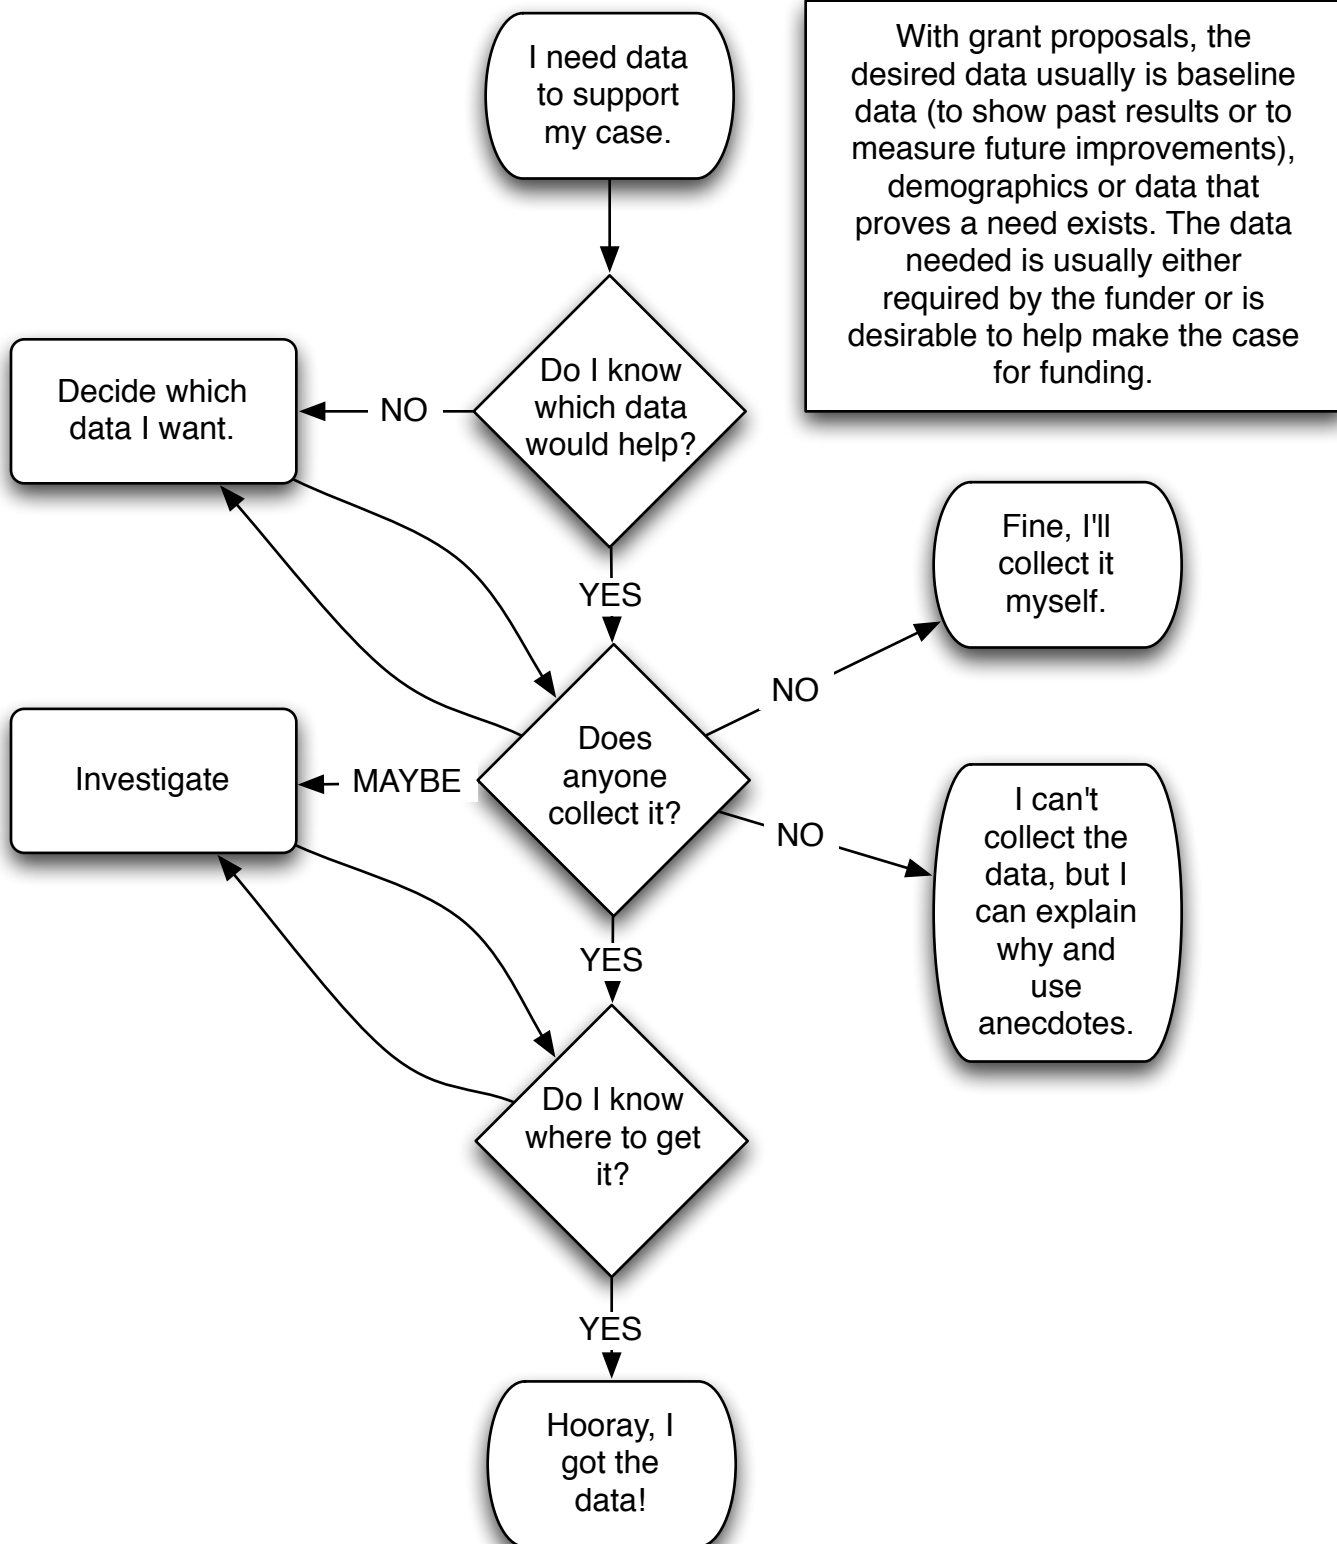 I need data
to support
my case.
With grant proposals, the
desired data usually is baseline
data (to show past results or to
measure future improvements),
demographics or data that
proves a need exists. The data
needed is usually either
required by the funder or is
desirable to help make the case
for funding.
Do I know
which data
would help?
NO
Decide which
data I want.
YES
Fine, I'll
collect it
myself.
NO
Does
anyone
collect it?
MAYBE
Investigate
NO
I can't
collect the
data, but I
can explain
why and
use
anecdotes.
YES
Do I know
where to get
it?
YES
Hooray, I
got the
data!